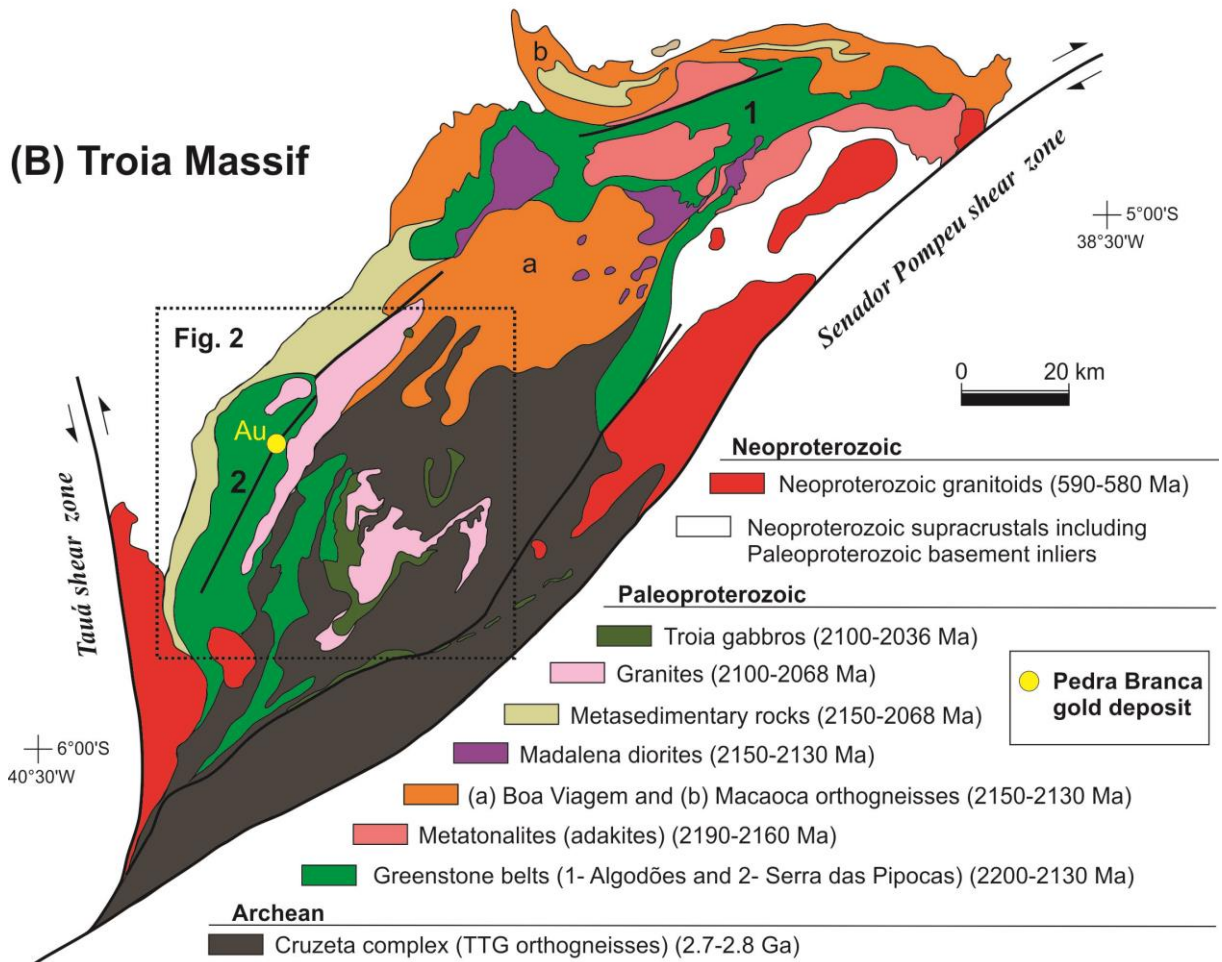 (B) Troia Massif
b
1
a
Fig. 2
Au
2
Tauá shear zone
Senador Pompeu shear zone
5°00'S
38°30'W
6°00'S
40°30'W
0 20 km
Neoproterozoic
Neoproterozoic granitoids (590-580 Ma)
Neoproterozoic supracrustals including
Paleoproterozoic basement inliers
Paleoproterozoic
Troia gabbros (2100-2036 Ma)
Granites (2100-2068 Ma)
Metasedimentary rocks (2150-2068 Ma)
Madalena diorites (2150-2130 Ma)
(a) Boa Viagem and (b) Macaoca orthogneisses (2150-2130 Ma)
Metatonalites (adakites) (2190-2160 Ma)
Greenstone belts (1- Algodões and 2- Serra das Pipocas) (2200-2130 Ma)
Archean
Cruzeta complex (TTG orthogneisses) (2.7-2.8 Ga)
Pedra Branca
gold deposit